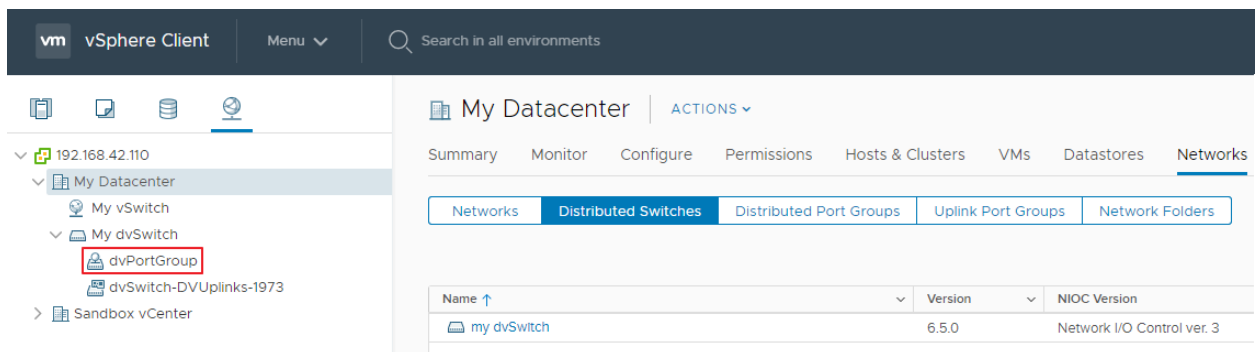 vm vSphere Client Menu Search in all environments
My Datacenter ACTIONS
Summary Monitor Configure Permissions Hosts & Clusters VMs Datastores Networks
Networks Distributed Switches Distributed Port Groups Uplink Port Groups Network Folders
192.168.42.110
My Datacenter
My vSwitch
My dvSwitch
dvPortGroup
dvSwitch-DVUplinks-1973
Sandbox vCenter
Name ↑ Version NIOC Version
my dvSwitch 6.5.0 Network I/O Control ver. 3